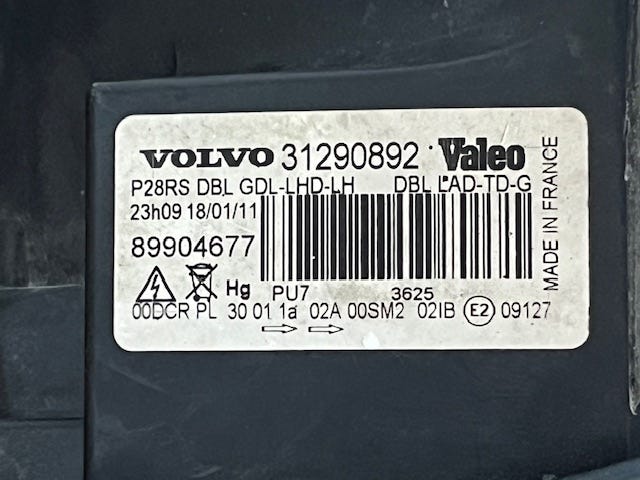 VOLVO 31290892 Valeo
P28RS DBL GDL-LHD-LH DBL LAD-TD-G
23h09 18/01/11
89904677
Hg PU7 3625
00DCR PL 30 01 1a 02A 00SM2 02IB E2 09127
MADE IN FRANCE